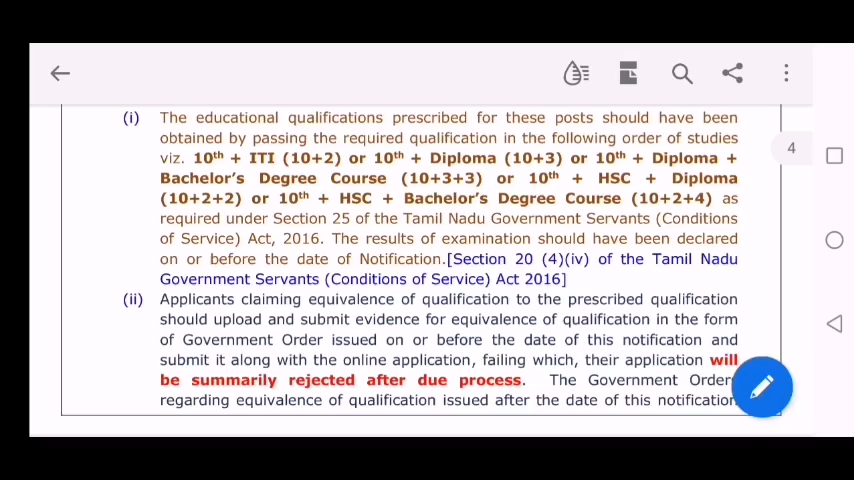 (i) The educational qualifications prescribed for these posts should have been
obtained by passing the required qualification in the following order of studies
viz. 10th + ITI (10+2) or 10th + Diploma (10+3) or 10th + Diploma +
Bachelor's Degree Course (10+3+3) or 10th + HSC + Diploma
(10+2+2) or 10th + HSC + Bachelor's Degree Course (10+2+4) as
required under Section 25 of the Tamil Nadu Government Servants (Conditions
of Service) Act, 2016. The results of examination should have been declared
on or before the date of Notification.[Section 20 (4)(iv) of the Tamil Nadu
Government Servants (Conditions of Service) Act 2016]
(ii) Applicants claiming equivalence of qualification to the prescribed qualification
should upload and submit evidence for equivalence of qualification in the form
of Government Order issued on or before the date of this notification and
submit it along with the online application, failing which, their application will
be summarily rejected after due process. The Government Order
regarding equivalence of qualification issued after the date of this notification
4